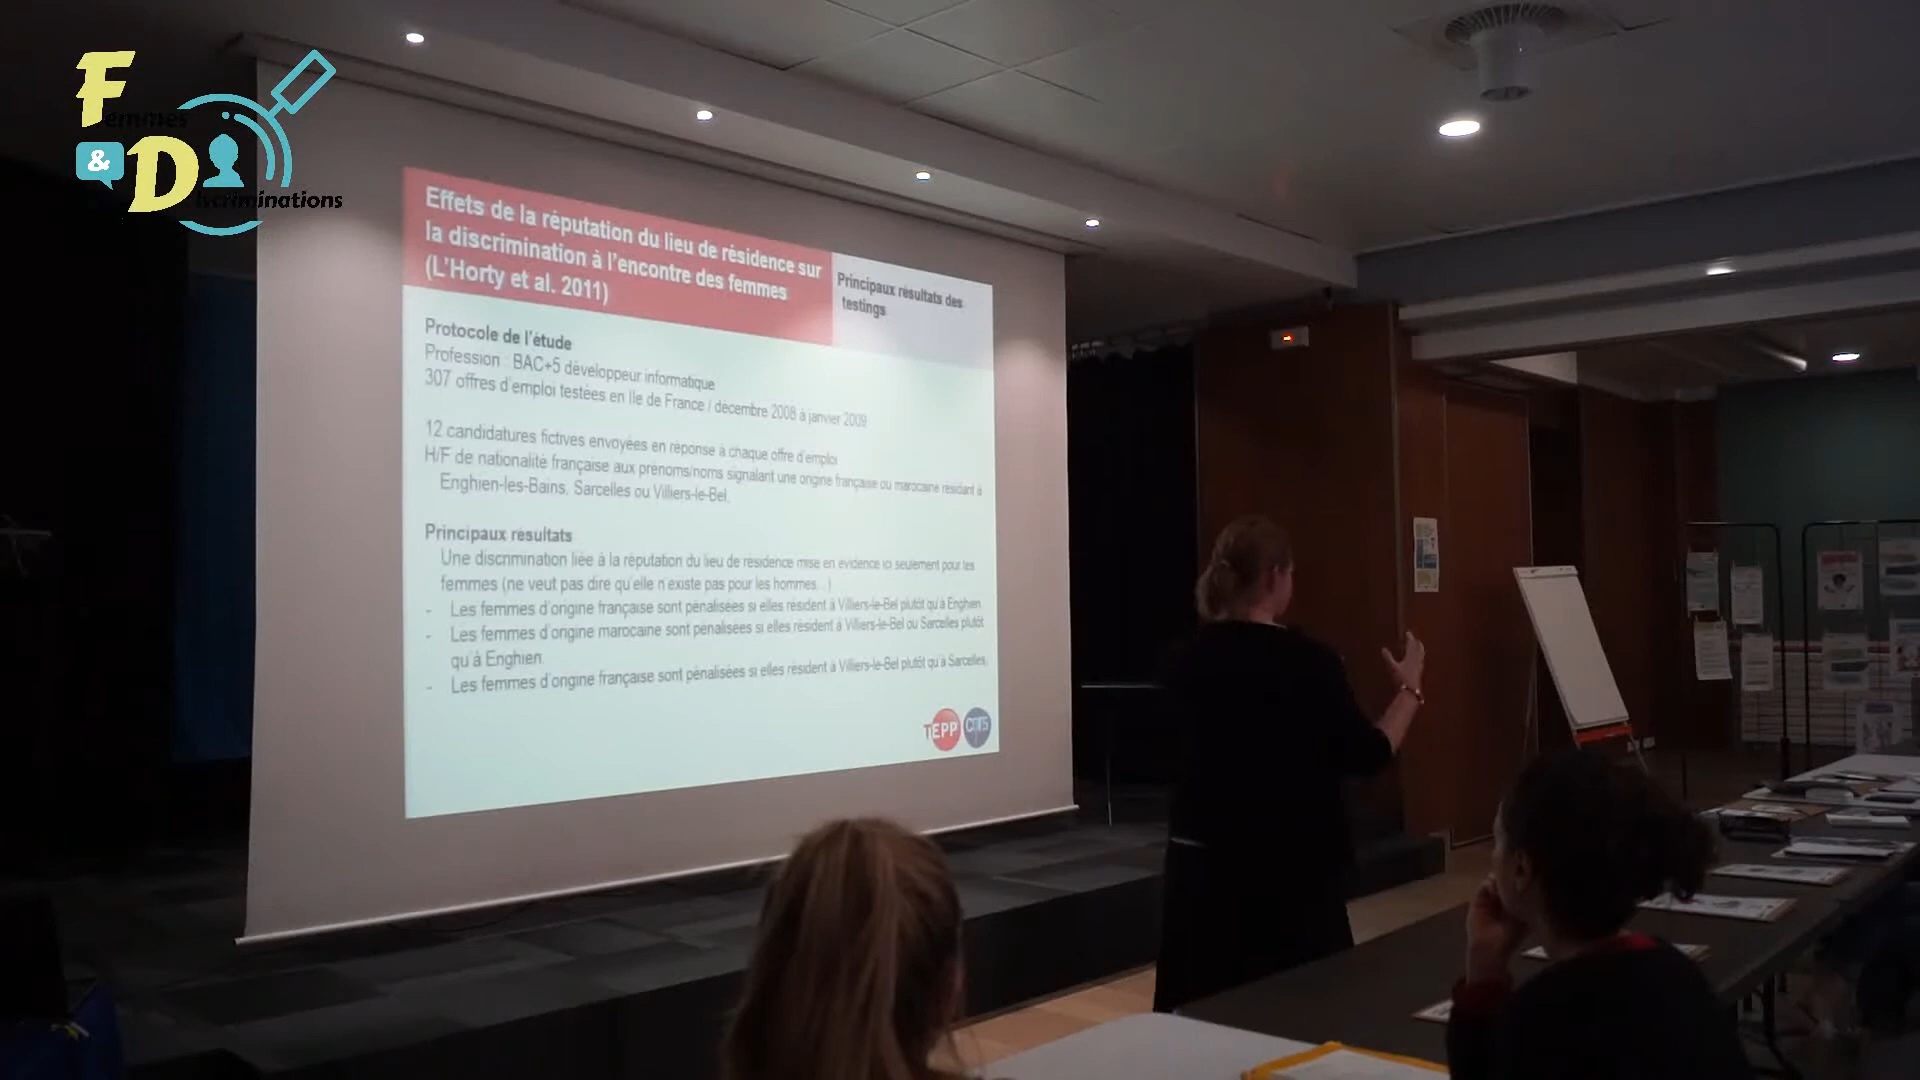 Femmes
& Discriminations
Effets de la réputation du lieu de résidence sur
la discrimination à l'encontre des femmes
(L'Horty et al. 2011)
Principaux résultats des
testings
Protocole de l'étude
Profession : BAC+5 développeur informatique
307 offres d'emploi testées en Ile de France / décembre 2008 à janvier 2009
12 candidatures fictives envoyées en réponse à chaque offre d'emploi
H/F de nationalité française aux prénoms/noms signalant une origine française ou marocaine résidant à
Enghien-les-Bains, Sarcelles ou Villiers-le-Bel.
Principaux résultats
Une discrimination liée à la réputation du lieu de résidence mise en évidence ici seulement pour les
femmes (ne veut pas dire qu'elle n'existe pas pour les hommes...)
- Les femmes d'origine française sont pénalisées si elles résident à Villiers-le-Bel plutôt qu'à Enghien.
- Les femmes d'origine marocaine sont pénalisées si elles résident à Villiers-le-Bel ou Sarcelles plutôt
qu'à Enghien.
- Les femmes d'origine française sont pénalisées si elles résident à Villiers-le-Bel plutôt qu'à Sarcelles.
TEPP CNRS